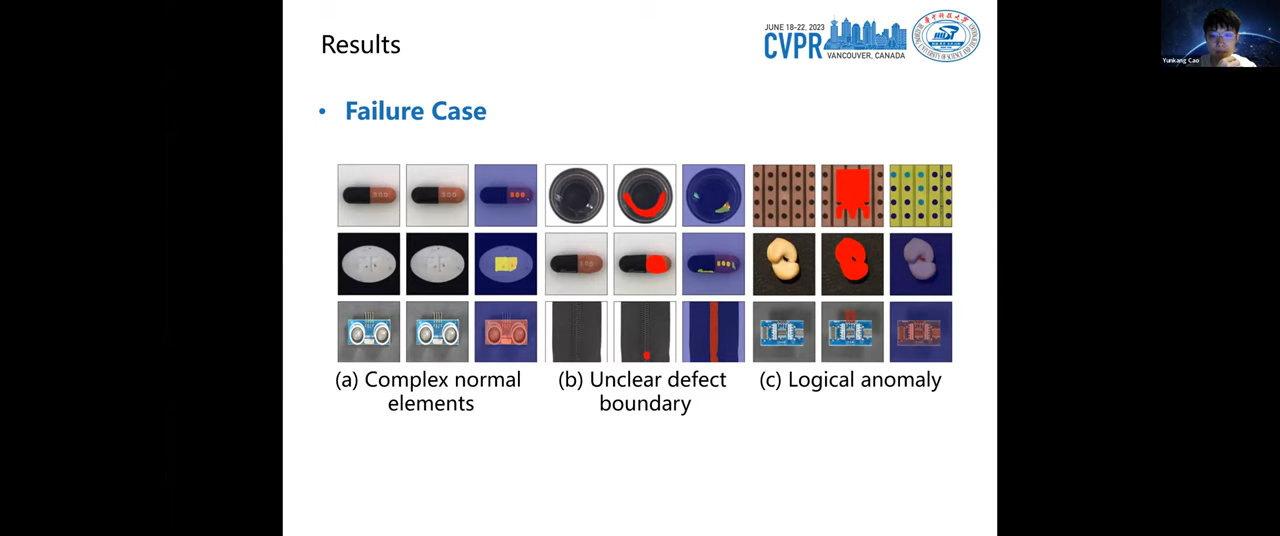 Results
JUNE 18-22, 2023
CVPR
VANCOUVER, CANADA
Yunkang Cao
• Failure Case
(a) Complex normal
elements
(b) Unclear defect
boundary
(c) Logical anomaly